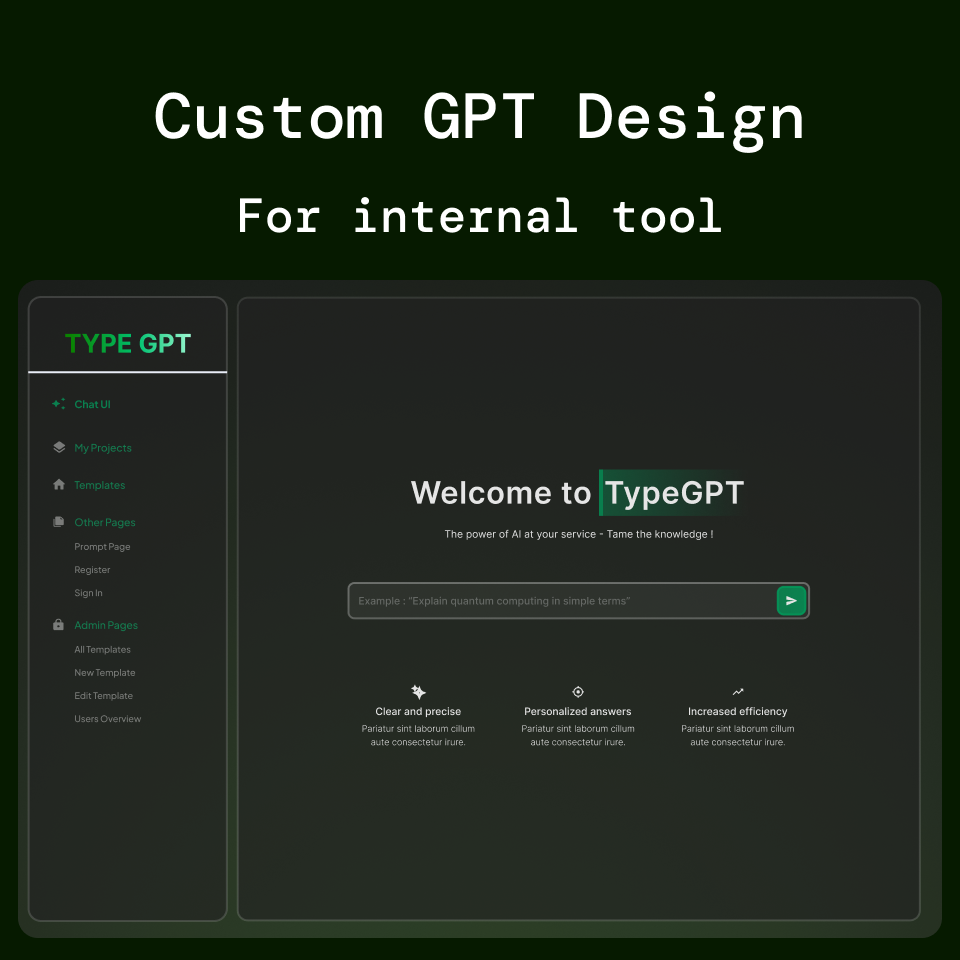 Custom GPT Design
For internal tool
TYPE GPT
Chat UI
My Projects
Templates
Other Pages
Prompt Page
Register
Sign In
Admin Pages
All Templates
New Template
Edit Template
Users Overview
Welcome to TypeGPT
The power of AI at your service - Tame the knowledge !
Example : "Explain quantum computing in simple terms"
Clear and precise
Pariatur sint laborum cillum
aute consectetur irure.
Personalized answers
Pariatur sint laborum cillum
aute consectetur irure.
Increased efficiency
Pariatur sint laborum cillum
aute consectetur irure.